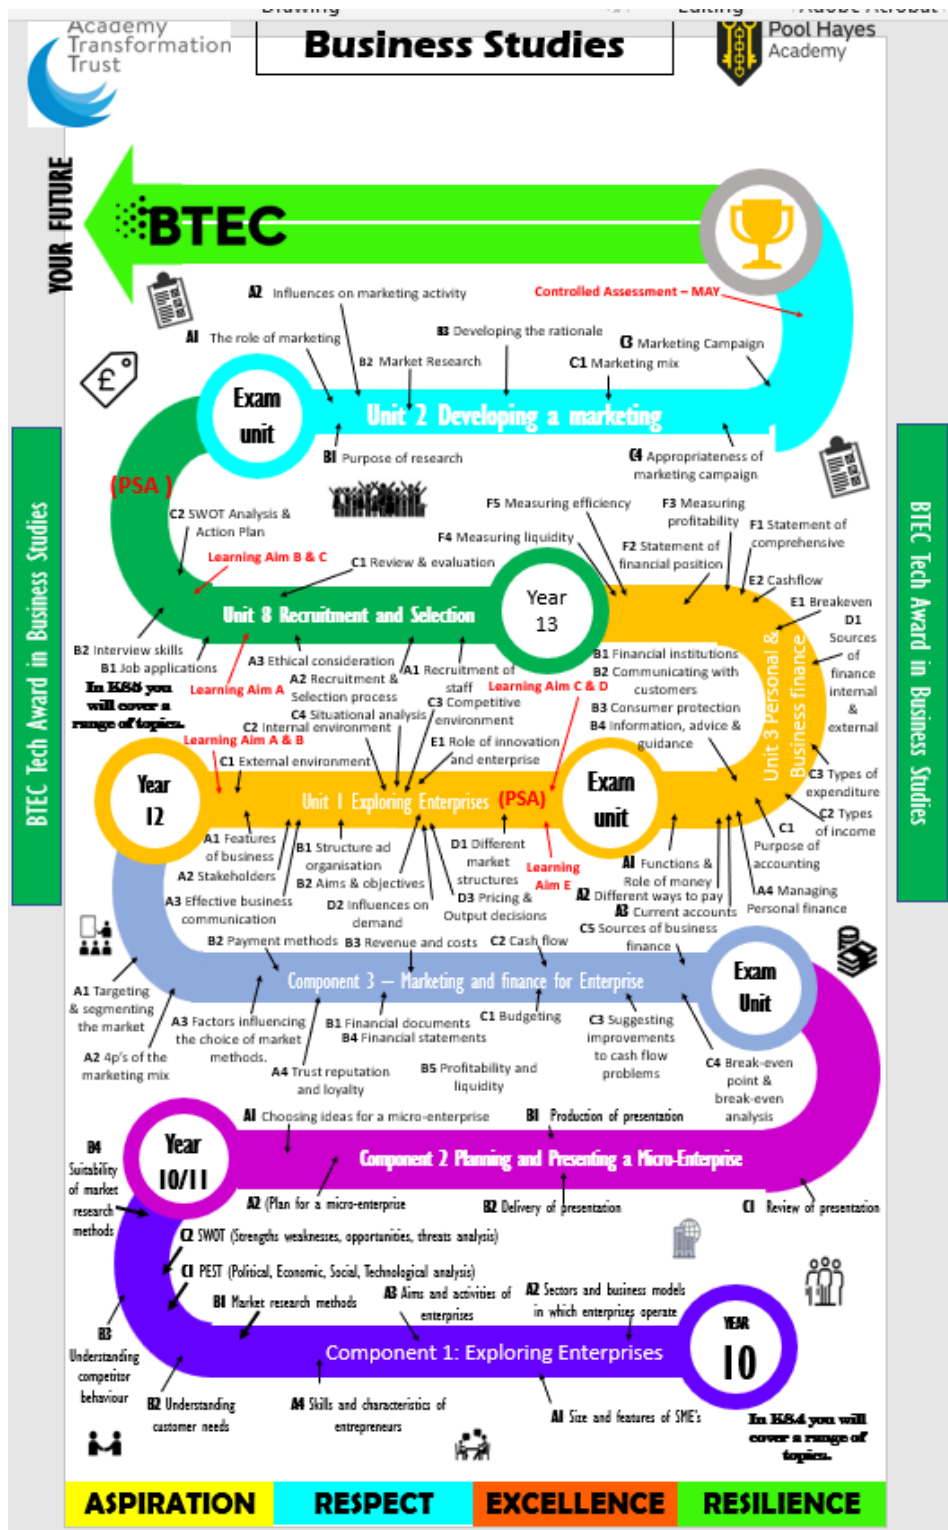 Drawing
Editing
Adobe Acrobat
Academy
Transformation
Trust
Business Studies
Pool Hayes
Academy
YOUR FUTURE
BTEC
A2 Influences on marketing activity
Controlled Assessment – MAY
A1 The role of marketing
B3 Developing the rationale
C3 Marketing Campaign
B2 Market Research
C1 Marketing mix
£
Exam
unit
Unit 2 Developing a marketing
B1 Purpose of research
C4 Appropriateness of
marketing campaign
(PSA )
C2 SWOT Analysis &
Action Plan
Learning Aim B & C
C1 Review & evaluation
F5 Measuring efficiency
F3 Measuring
profitability
F1 Statement of
comprehensive
F4 Measuring liquidity
F2 Statement of
financial position
E2 Cashflow
E1 Breakeven
D1
Sources
of
finance
internal
&
external
Unit 8 Recruitment and Selection
Year
13
B2 Interview skills
B1 Job applications
In KS5 you
will cover a
range of topics.
Learning Aim A
A3 Ethical consideration
A2 Recruitment &
Selection process
A1 Recruitment of
staff
Learning Aim C & D
C4 Situational analysis
C3 Competitive
environment
C2 Internal environment
Learning Aim A & B
C1 External environment
E1 Role of innovation
and enterprise
B1 Financial institutions
B2 Communicating with
customers
B3 Consumer protection
B4 Information, advice &
guidance
Unit 3 Personal &
Business finance
C3 Types of
expenditure
C2 Types
of income
C1
Purpose of
accounting
Year
12
Unit 1 Exploring Enterprises
(PSA)
Exam
unit
A1 Features
of business
A2 Stakeholders
A3 Effective business
communication
B1 Structure ad
organisation
B2 Aims & objectives
D2 Influences on
demand
D1 Different
market
structures
D3 Pricing &
Output decisions
Learning
Aim E
A1 Functions &
Role of money
A2 Different ways to pay
A3 Current accounts
A4 Managing
Personal finance
BTEC Tech Award in Business Studies
BTEC Tech Award in Business Studies
B2 Payment methods
B3 Revenue and costs
C2 Cash flow
C5 Sources of business
finance
Component 3 – Marketing and finance for Enterprise
Exam
Unit
A1 Targeting
& segmenting
the market
A2 4p's of the
marketing mix
A3 Factors influencing
the choice of market
methods.
A4 Trust reputation
and loyalty
B1 Financial documents
B4 Financial statements
C1 Budgeting
B5 Profitability and
liquidity
C3 Suggesting
improvements
to cash flow
problems
C4 Break-even
point &
break-even
analysis
A1 Choosing ideas for a micro-enterprise
B1 Production of presentation
Year
10/11
Component 2 Planning and Presenting a Micro-Enterprise
B4
Suitability
of market
research
methods
A2 (Plan for a micro-enterprise
B2 Delivery of presentation
C1 Review of presentation
C2 SWOT (Strengths weaknesses, opportunities, threats analysis)
C1 PEST (Political, Economic, Social, Technological analysis)
B1 Market research methods
A3 Aims and activities of
enterprises
A2 Sectors and business models
in which enterprises operate
YEAR
10
Component 1: Exploring Enterprises
B3
Understanding
competitor
behaviour
B2 Understanding
customer needs
A4 Skills and characteristics of
entrepreneurs
A1 Size and features of SME's
In KS4 you will
cover a range of
topics.
ASPIRATION
RESPECT
EXCELLENCE
RESILIENCE